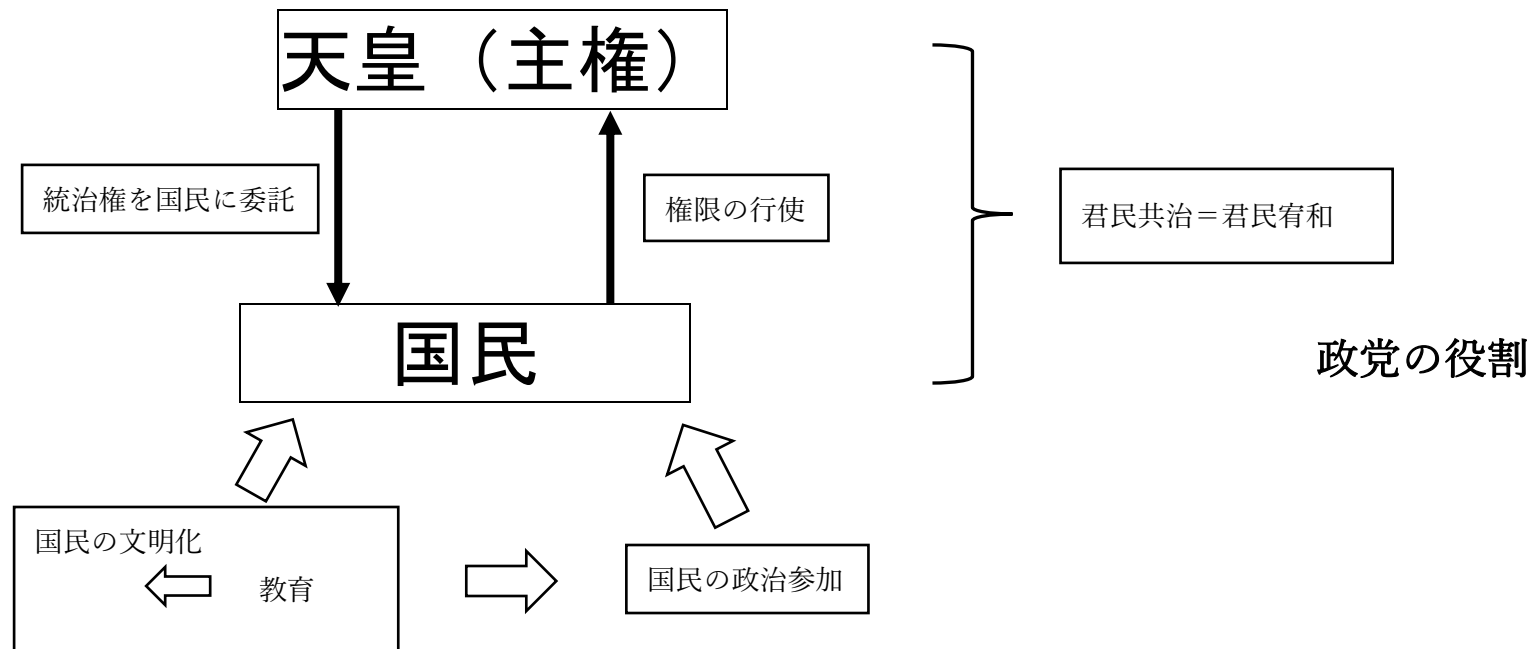 天皇（主権）
統治権を国民に委託
権限の行使
君民共治＝君民宥和
国民
政党の役割
国民の文明化
教育
国民の政治参加